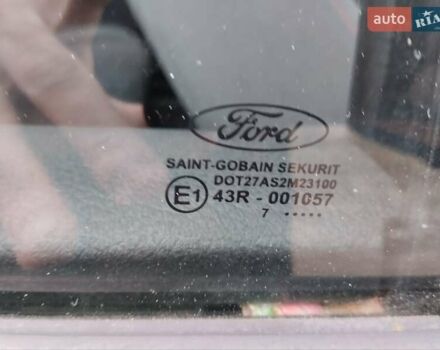 auto RIA
Ford
SAINT-GOBAIN SEKURIT
DOT27AS2M23100
E1 43R - 001057
7 .....